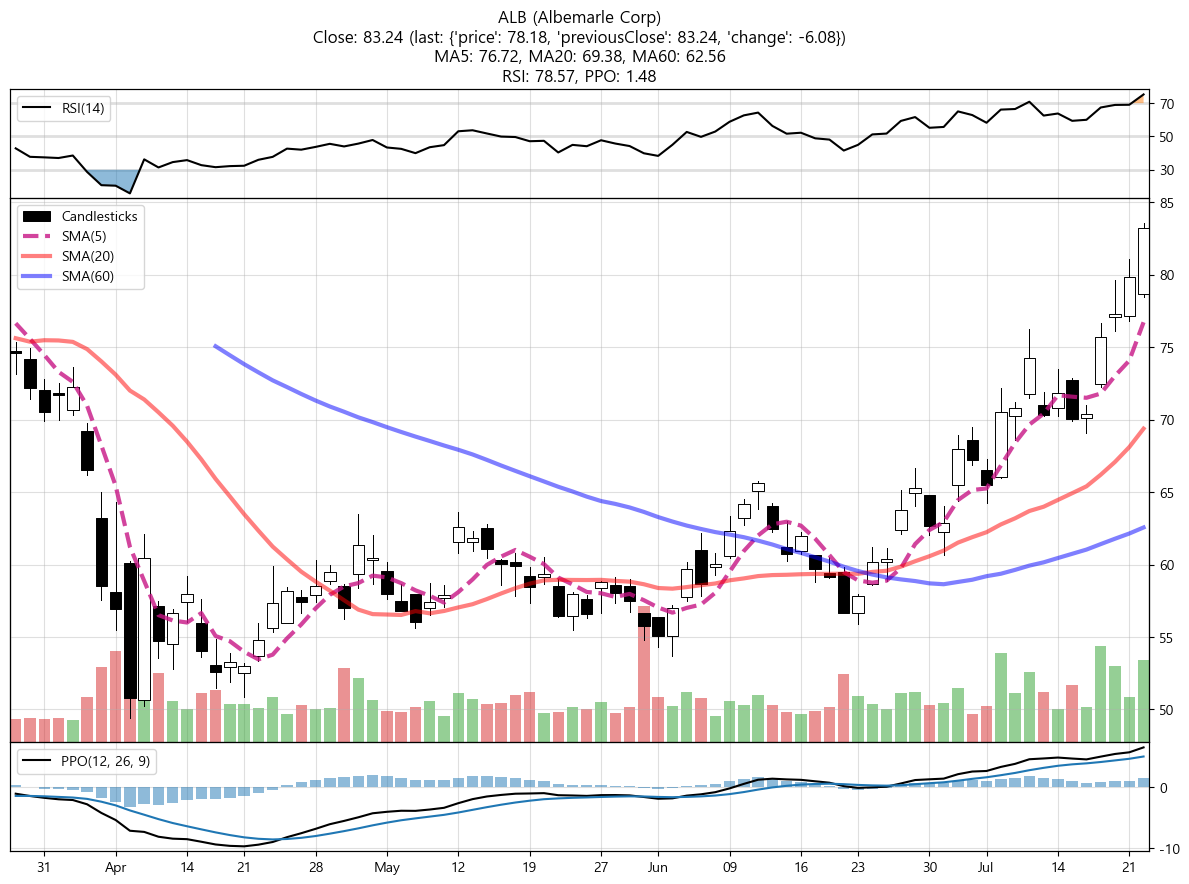 ALB (Albemarle Corp)
Close: 83.24 (last: {'price': 78.18, 'previousClose': 83.24, 'change': -6.08})
MA5: 76.72, MA20: 69.38, MA60: 62.56
RSI: 78.57, PPO: 1.48
RSI(14)
70
50
30
Candlesticks
SMA(5)
SMA(20)
SMA(60)
85
80
75
70
65
60
55
50
PPO(12, 26, 9)
0
-10
31 Apr 14 21 28 May 12 19 27 Jun 09 16 23 30 Jul 14 21